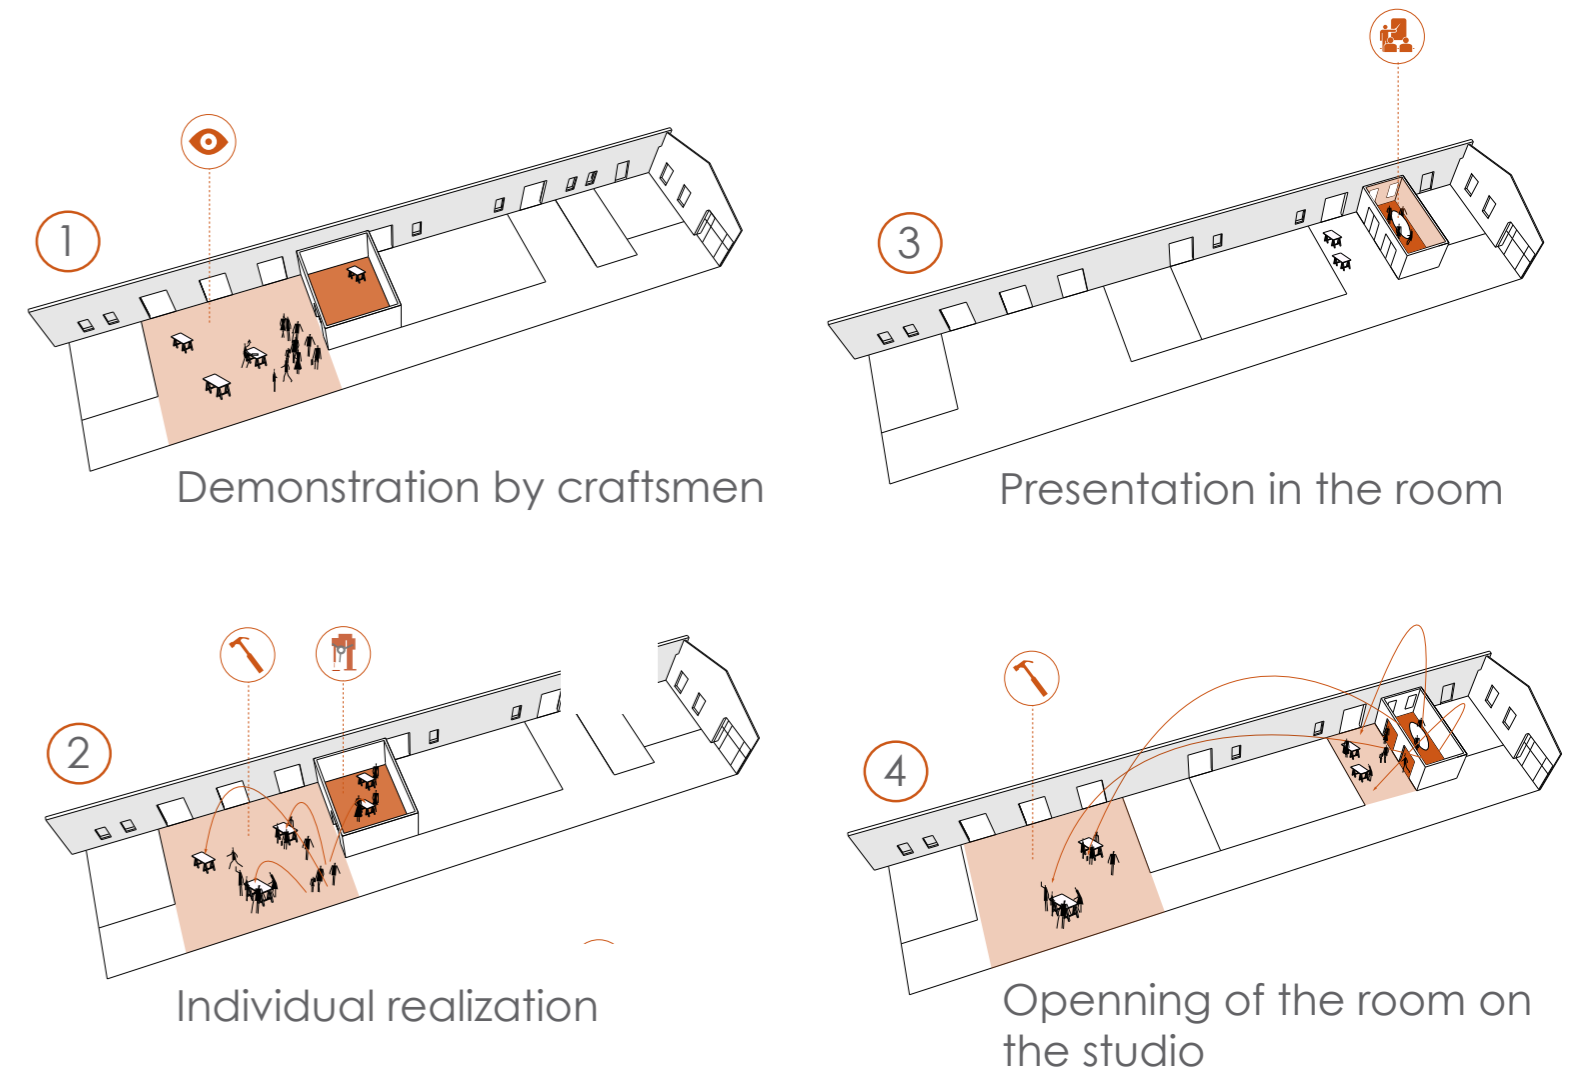 1
Demonstration by craftsmen
2
Individual realization
3
Presentation in the room
4
Openning of the room on
the studio